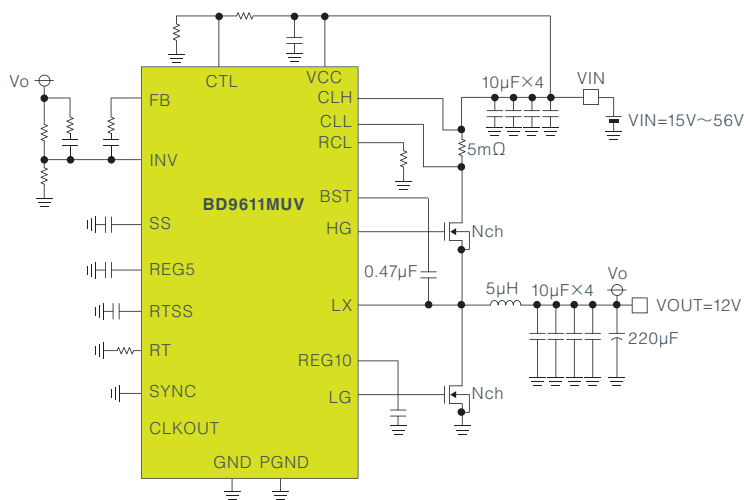 CTL
VCC
Vo
FB
INV
SS
REG5
RTSS
RT
SYNC
CLKOUT
GND PGND
BD9611MUV
CLH
CLL
RCL
BST
HG
LX
REG10
LG
10μF×4
VIN
VIN=15V～56V
5mΩ
Nch
0.47μF
5μH
10μF×4
Vo
VOUT=12V
220μF
Nch